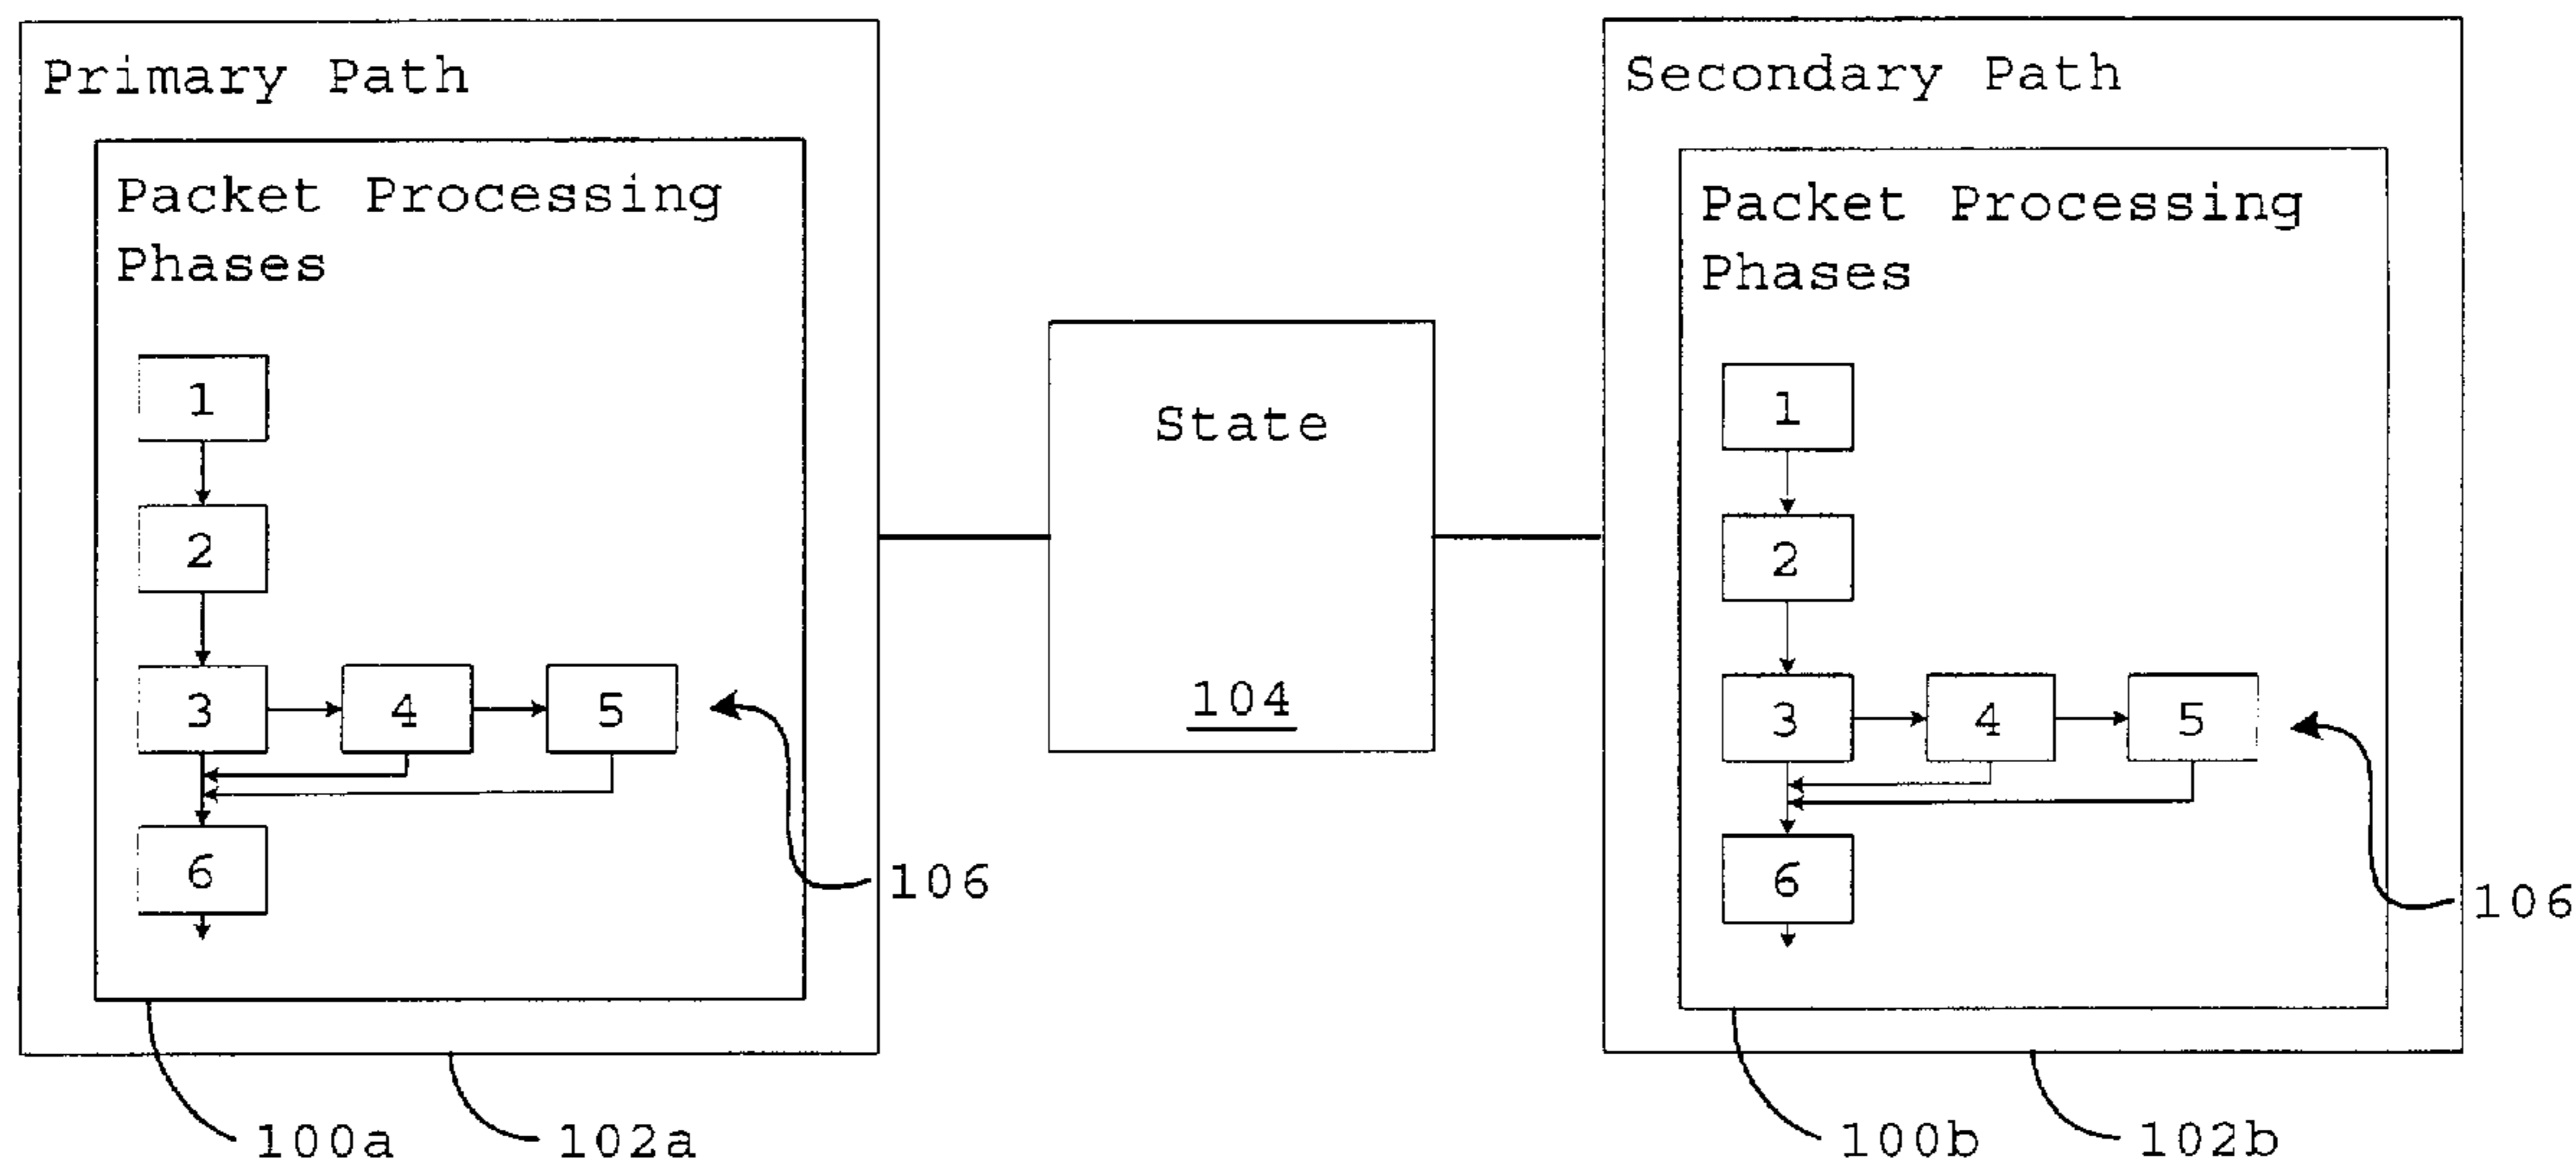 Primary Path
Packet Processing
Phases
1
2
3
4
5
6
106
100a
102a
State
104
Secondary Path
Packet Processing
Phases
1
2
3
4
5
6
106
100b
102b